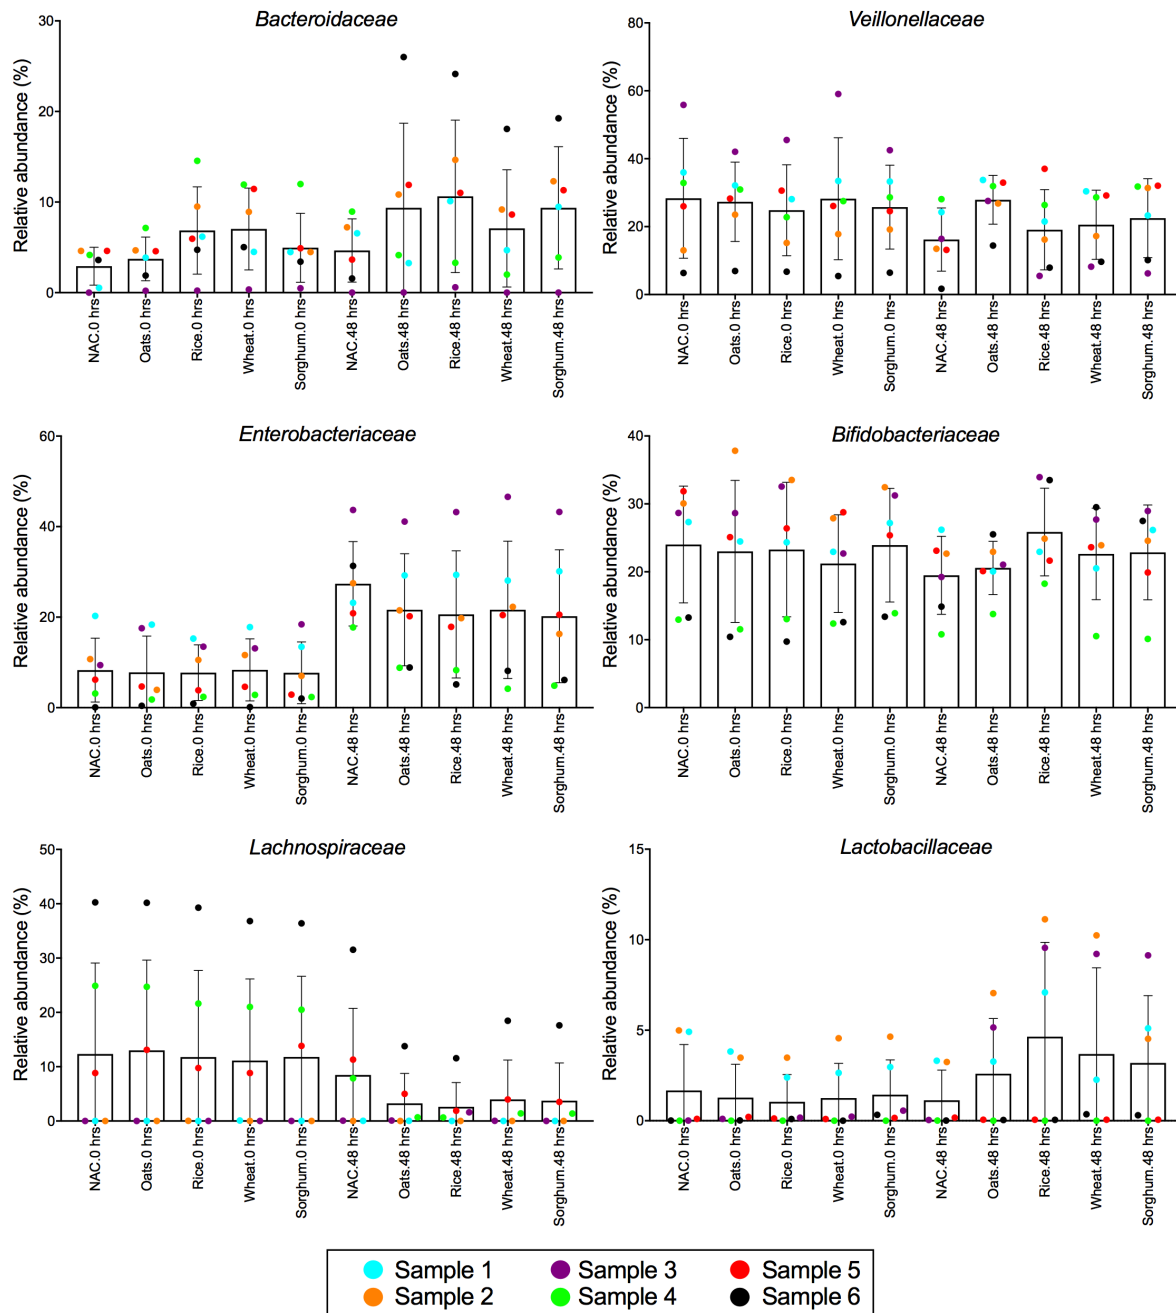 Bacteroidaceae
Relative abundance (%)
30
20
10
0
NAC.0 hrs
Oats.0 hrs
Rice.0 hrs
Wheat.0 hrs
Sorghum.0 hrs
NAC.48 hrs
Oats.48 hrs
Rice.48 hrs
Wheat.48 hrs
Sorghum.48 hrs
Veillonellaceae
Relative abundance (%)
80
60
40
20
0
NAC.0 hrs
Oats.0 hrs
Rice.0 hrs
Wheat.0 hrs
Sorghum.0 hrs
NAC.48 hrs
Oats.48 hrs
Rice.48 hrs
Wheat.48 hrs
Sorghum.48 hrs
Enterobacteriaceae
Relative abundance (%)
60
40
20
0
NAC.0 hrs
Oats.0 hrs
Rice.0 hrs
Wheat.0 hrs
Sorghum.0 hrs
NAC.48 hrs
Oats.48 hrs
Rice.48 hrs
Wheat.48 hrs
Sorghum.48 hrs
Bifidobacteriaceae
Relative abundance (%)
40
30
20
10
0
NAC.0 hrs
Oats.0 hrs
Rice.0 hrs
Wheat.0 hrs
Sorghum.0 hrs
NAC.48 hrs
Oats.48 hrs
Rice.48 hrs
Wheat.48 hrs
Sorghum.48 hrs
Lachnospiraceae
Relative abundance (%)
50
40
30
20
10
0
NAC.0 hrs
Oats.0 hrs
Rice.0 hrs
Wheat.0 hrs
Sorghum.0 hrs
NAC.48 hrs
Oats.48 hrs
Rice.48 hrs
Wheat.48 hrs
Sorghum.48 hrs
Lactobacillaceae
Relative abundance (%)
15
10
5
0
NAC.0 hrs
Oats.0 hrs
Rice.0 hrs
Wheat.0 hrs
Sorghum.0 hrs
NAC.48 hrs
Oats.48 hrs
Rice.48 hrs
Wheat.48 hrs
Sorghum.48 hrs
Sample 1 Sample 3 Sample 5
Sample 2 Sample 4 Sample 6